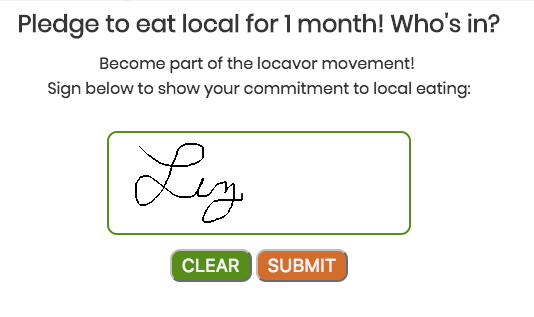 Pledge to eat local for 1 month! Who's in?
Become part of the locavor movement!
Sign below to show your commitment to local eating:
Liz
CLEAR SUBMIT